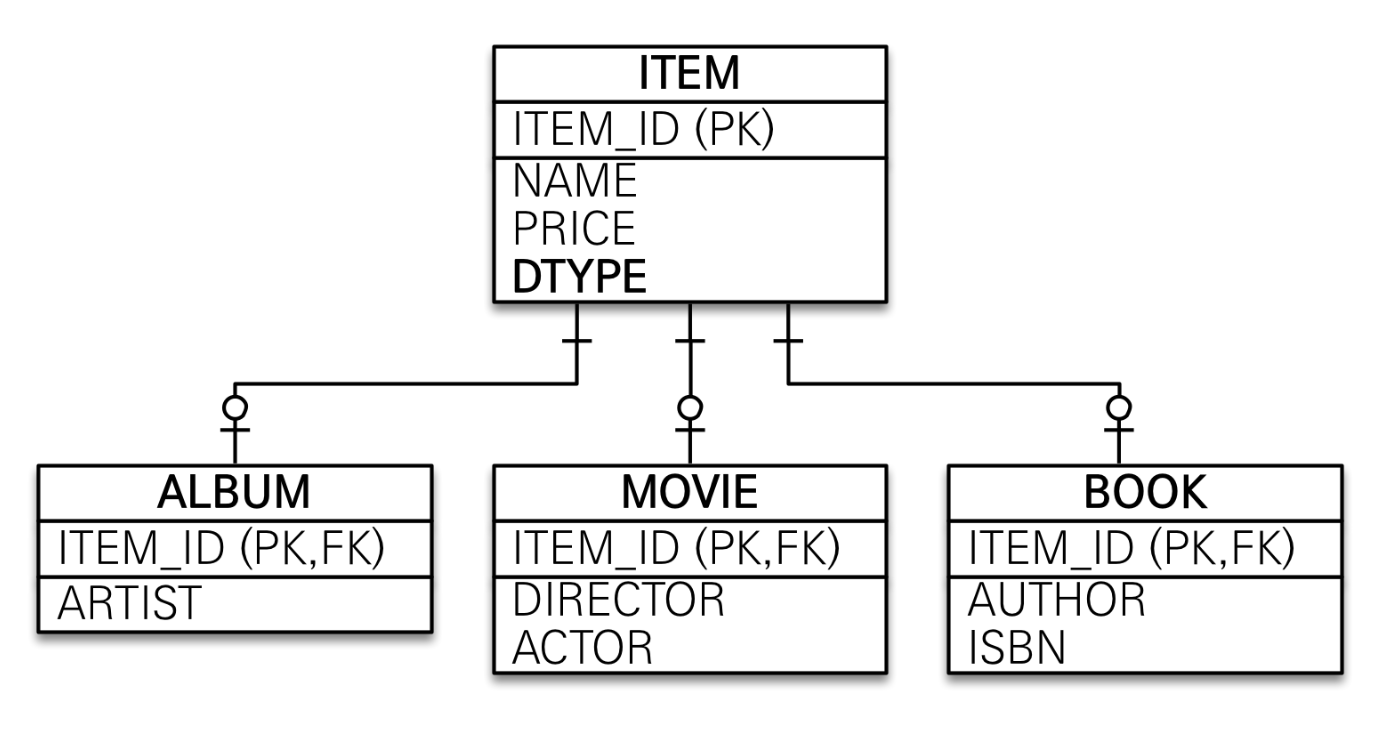 ITEM
ITEM_ID (PK)
NAME
PRICE
DTYPE
ALBUM
ITEM_ID (PK,FK)
ARTIST
MOVIE
ITEM_ID (PK,FK)
DIRECTOR
ACTOR
BOOK
ITEM_ID (PK,FK)
AUTHOR
ISBN